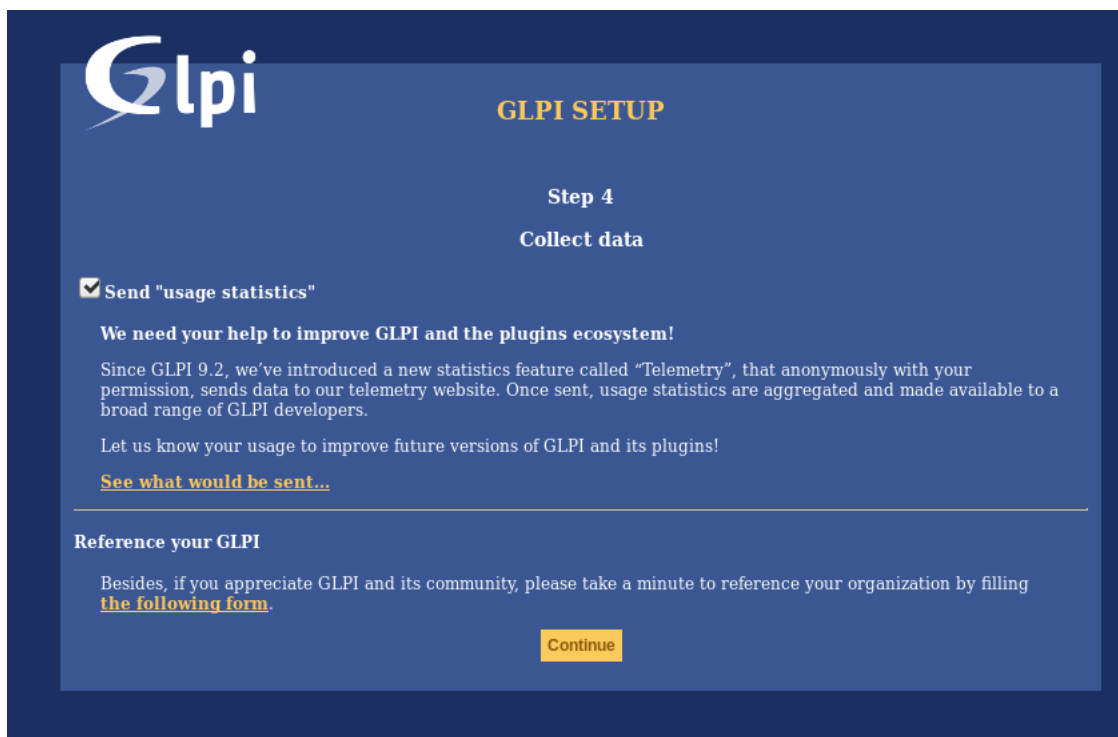 Glpi
GLPI SETUP
Step 4
Collect data
Send "usage statistics"
We need your help to improve GLPI and the plugins ecosystem!
Since GLPI 9.2, we’ve introduced a new statistics feature called “Telemetry”, that anonymously with your
permission, sends data to our telemetry website. Once sent, usage statistics are aggregated and made available to a
broad range of GLPI developers.
Let us know your usage to improve future versions of GLPI and its plugins!
See what would be sent...
Reference your GLPI
Besides, if you appreciate GLPI and its community, please take a minute to reference your organization by filling
the following form.
Continue